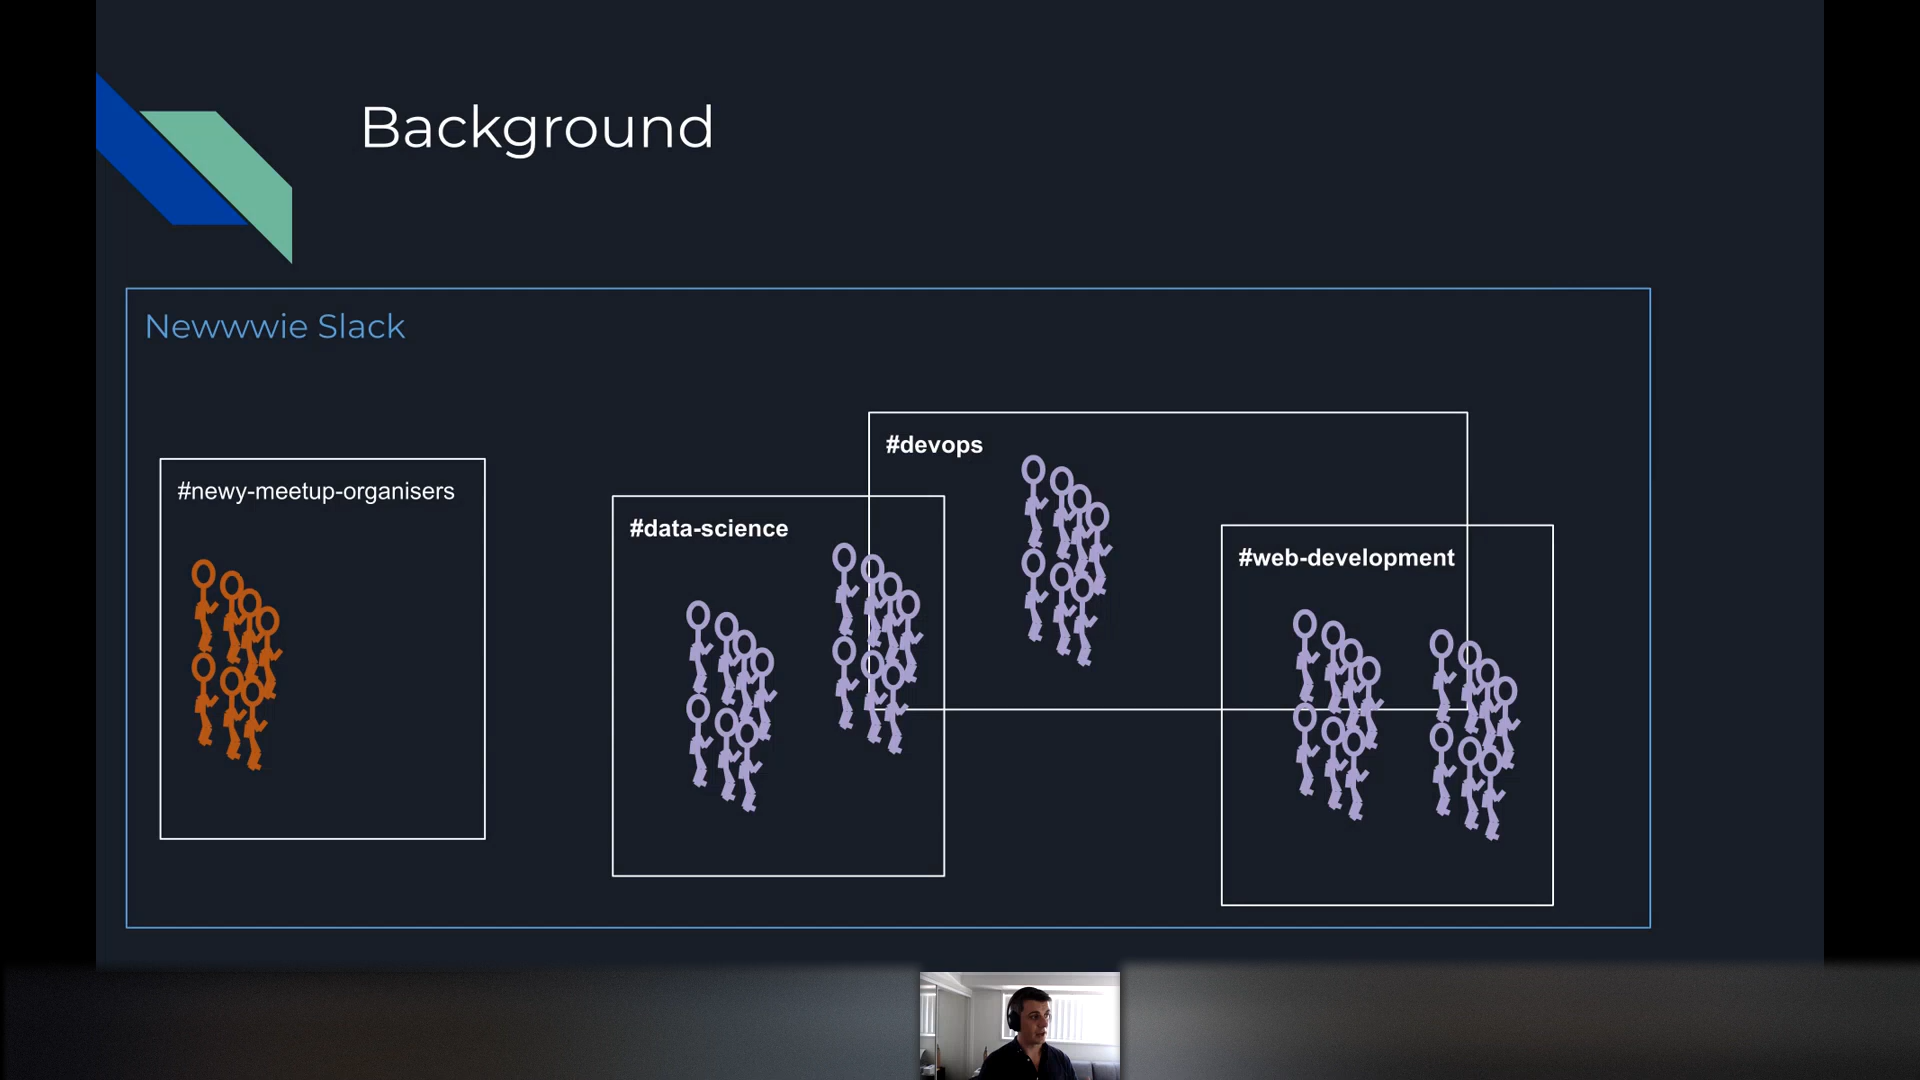 Background
Newwwie Slack
#devops
#newy-meetup-organisers
#data-science
#web-development